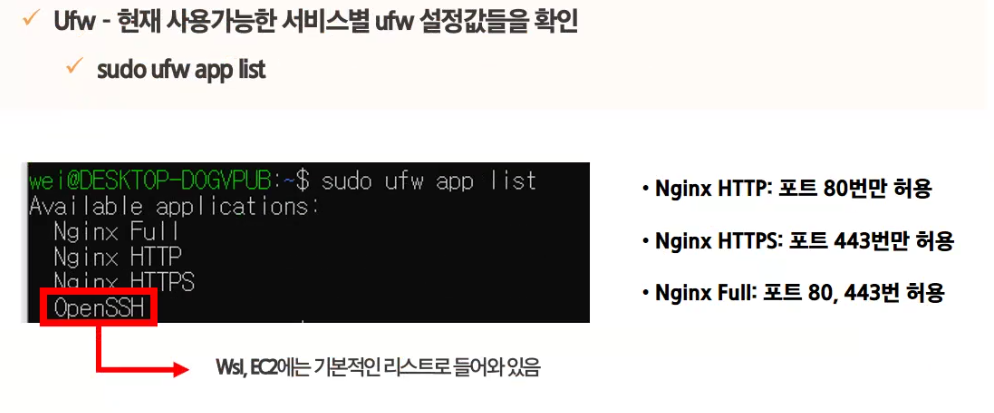 Ufw - 현재 사용가능한 서비스별 ufw 설정값들을 확인
sudo ufw app list
wei@DESKTOP-DOGVPUB:~$ sudo ufw app list
Available applications:
Nginx Full
Nginx HTTP
Nginx HTTPS
OpenSSH
• Nginx HTTP: 포트 80번만 허용
• Nginx HTTPS: 포트 443번만 허용
• Nginx Full: 포트 80, 443번 허용
Wsl, EC2에는 기본적인 리스트로 들어와 있음